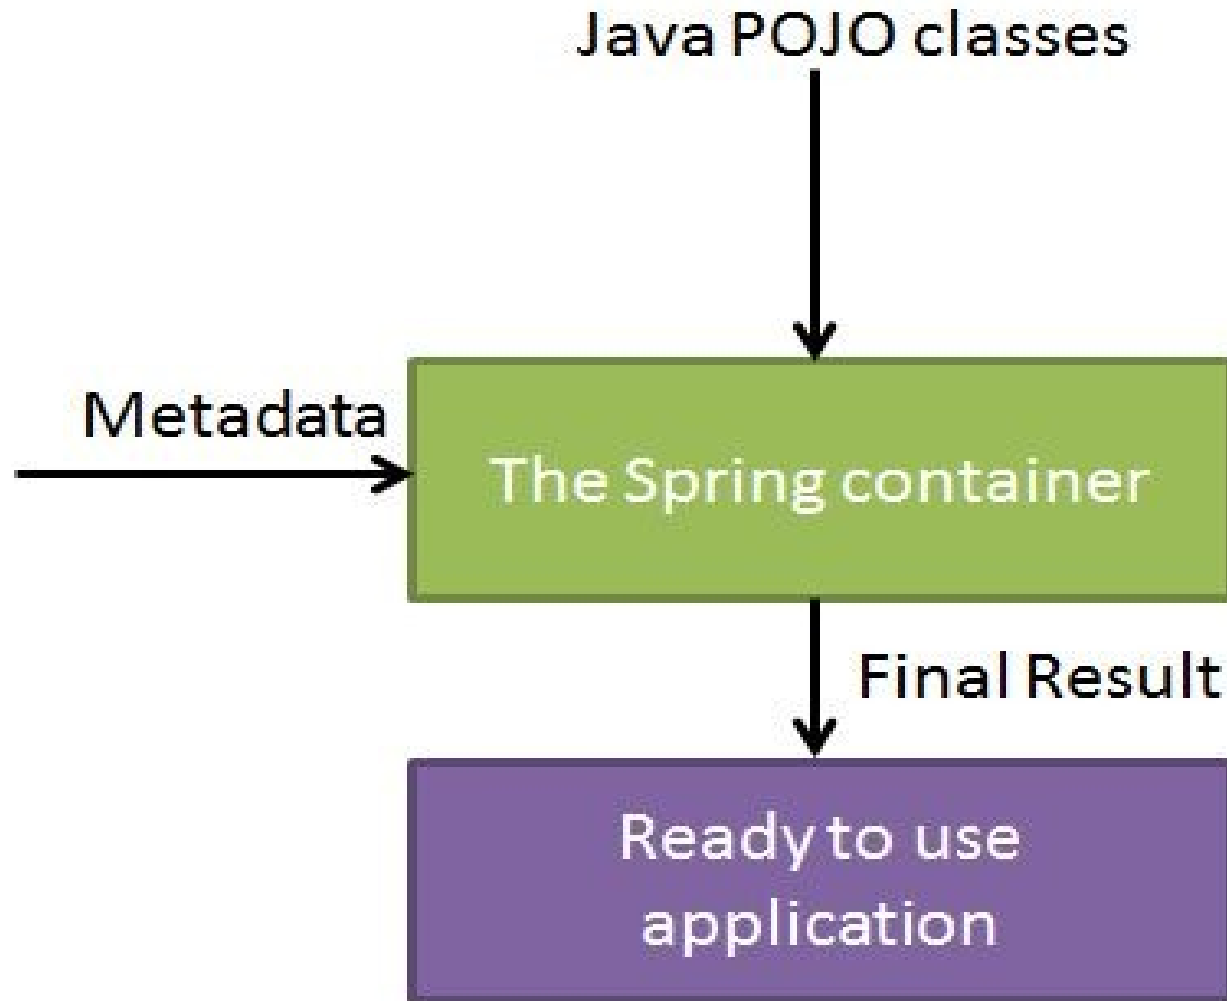 Java POJO classes
Metadata
The Spring container
Final Result
Ready to use
application